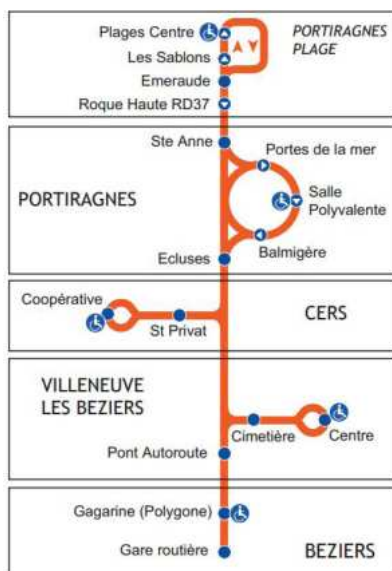 Plages Centre
PORTIRAGNES
PLAGE
Les Sablons
Emeraude
Roque Haute RD37
Ste Anne
Portes de la mer
PORTIRAGNES
Salle
Polyvalente
Balmigère
Ecluses
Coopérative
CERS
St Privat
VILLENEUVE
LES BEZIERS
Cimetière
Centre
Pont Autoroute
Gagarine (Polygone)
Gare routière
BEZIERS